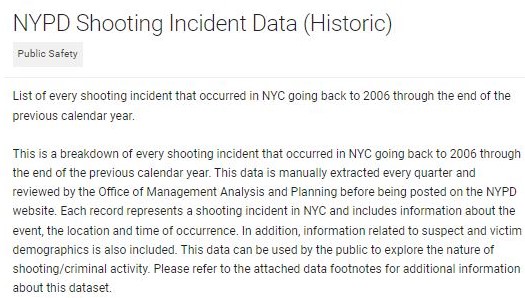 NYPD Shooting Incident Data (Historic)
Public Safety
List of every shooting incident that occurred in NYC going back to 2006 through the end of the
previous calendar year.
This is a breakdown of every shooting incident that occurred in NYC going back to 2006 through
the end of the previous calendar year. This data is manually extracted every quarter and
reviewed by the Office of Management Analysis and Planning before being posted on the NYPD
website. Each record represents a shooting incident in NYC and includes information about the
event, the location and time of occurrence. In addition, information related to suspect and victim
demographics is also included. This data can be used by the public to explore the nature of
shooting/criminal activity. Please refer to the attached data footnotes for additional information
about this dataset.